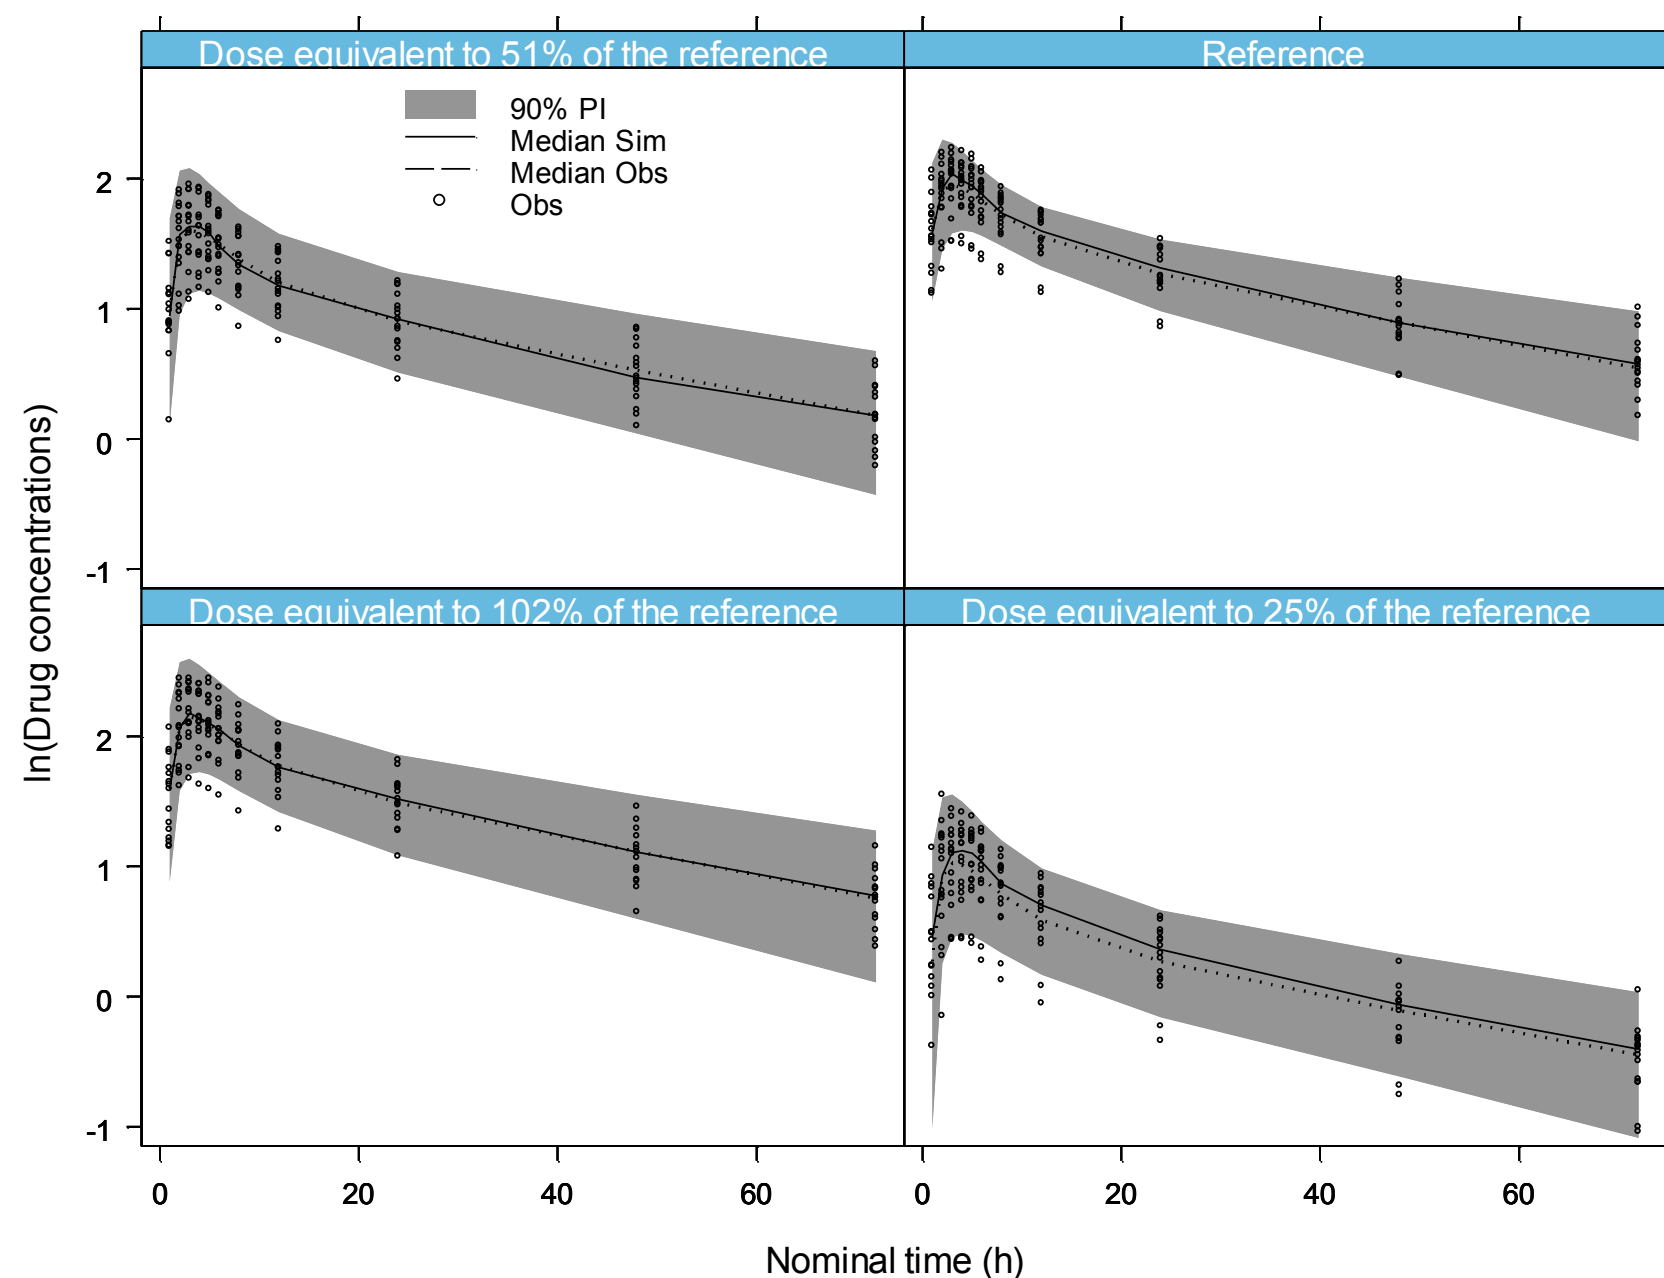 Dose equivalent to 51% of the reference
Reference
90% PI
Median Sim
Median Obs
Obs
2
1
0
-1
Dose equivalent to 102% of the reference
Dose equivalent to 25% of the reference
2
1
0
-1
ln(Drug concentrations)
0 20 40 60 0 20 40 60
Nominal time (h)